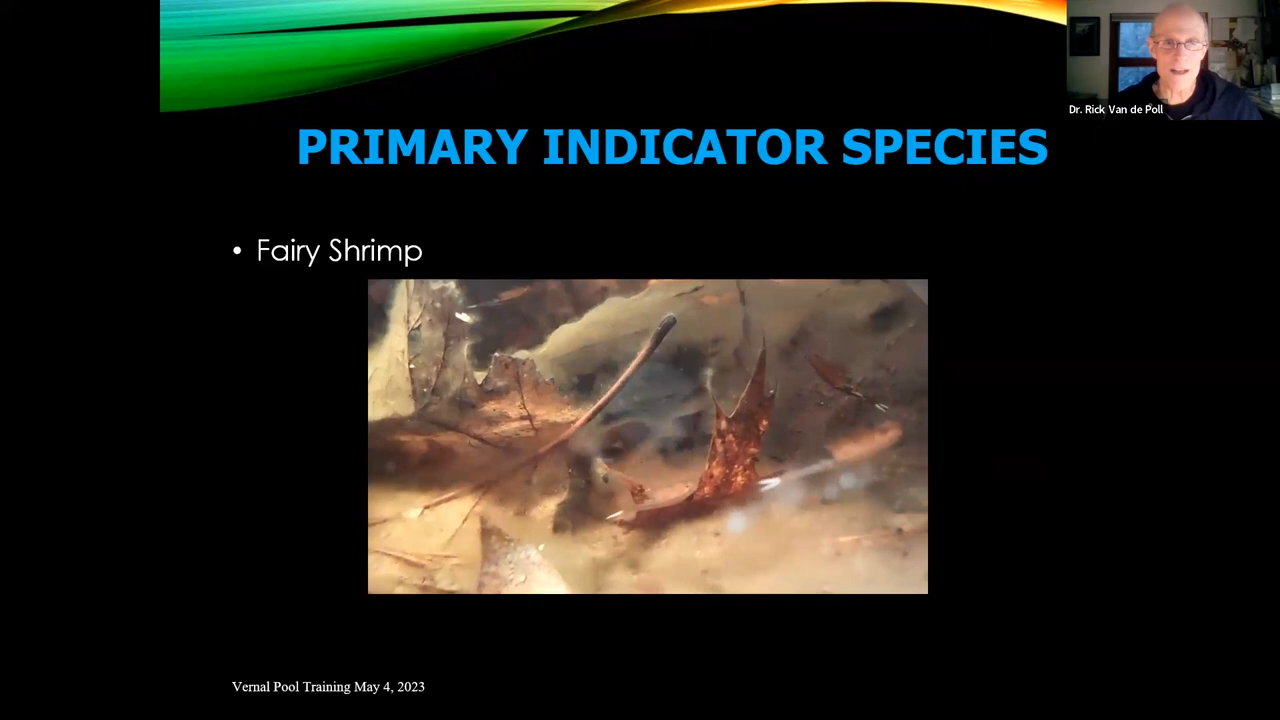 Dr. Rick Van de Poll
PRIMARY INDICATOR SPECIES
• Fairy Shrimp
Vernal Pool Training May 4, 2023